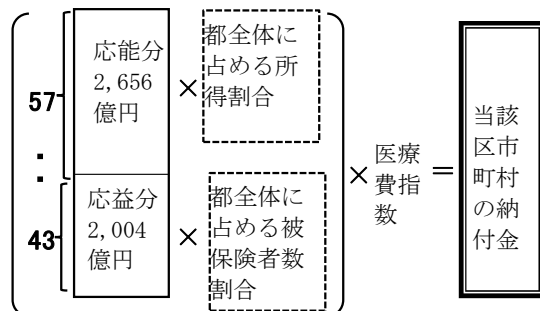 57
応能分
2,656
億円
×
都全体に
占める所
得割合
:
43
応益分
2,004
億円
×
都全体に
占める被
保険者数
割合
×
医療
費指
数
＝
当該
区市
町村
の納
付金